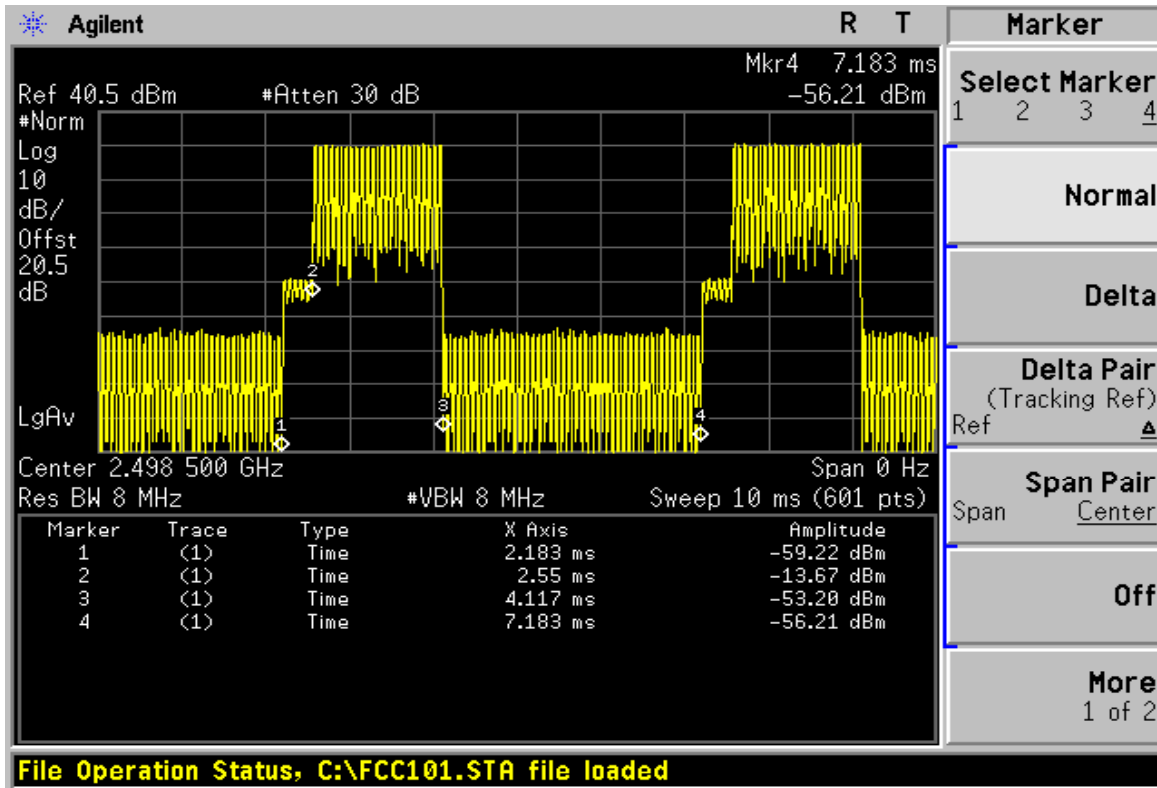 Agilent R T
Mkr4 7.183 ms
Ref 40.5 dBm #Atten 30 dB -56.21 dBm
#Norm
Log
10
dB/
Offst
20.5
dB
LgAv
1
2
3
4
Center 2.498 500 GHz Span 0 Hz
Res BW 8 MHz #VBW 8 MHz Sweep 10 ms (601 pts)
Marker Trace Type X Axis Amplitude
1 (1) Time 2.183 ms -59.22 dBm
2 (1) Time 2.55 ms -13.67 dBm
3 (1) Time 4.117 ms -53.20 dBm
4 (1) Time 7.183 ms -56.21 dBm
File Operation Status, C:\FCC101.STA file loaded
Marker
Select Marker
1 2 3 4
Normal
Delta
Delta Pair
(Tracking Ref)
Ref Δ
Span Pair
Span Center
Off
More
1 of 2